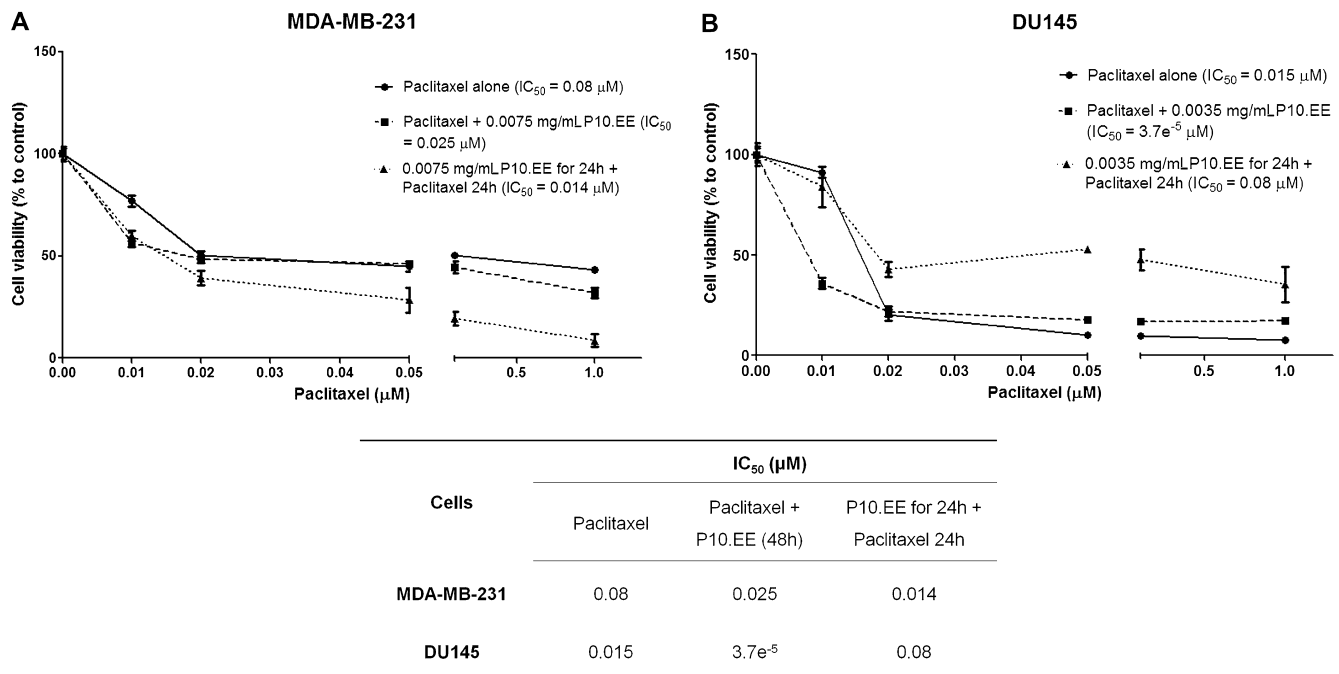 A
MDA-MB-231
150
100
50
0
Cell viability (% to control)
Paclitaxel alone (IC50 = 0.08 μM)
Paclitaxel + 0.0075 mg/mLP10.EE (IC50
= 0.025 μM)
0.0075 mg/mLP10.EE for 24h +
Paclitaxel 24h (IC50 = 0.014 μM)
0.00 0.01 0.02 0.03 0.04 0.05 0.5 1.0
Paclitaxel (μM)
B
DU145
150
100
50
0
Cell viability (% to control)
Paclitaxel alone (IC50 = 0.015 μM)
Paclitaxel + 0.0035 mg/mLP10.EE
(IC50 = 3.7e-5 μM)
0.0035 mg/mLP10.EE for 24h +
Paclitaxel 24h (IC50 = 0.08 μM)
0.00 0.01 0.02 0.03 0.04 0.05 0.5 1.0
Paclitaxel (μM)
IC50 (μM)
Cells
Paclitaxel
Paclitaxel +
P10.EE (48h)
P10.EE for 24h +
Paclitaxel 24h
MDA-MB-231 0.08 0.025 0.014
DU145 0.015 3.7e-5 0.08